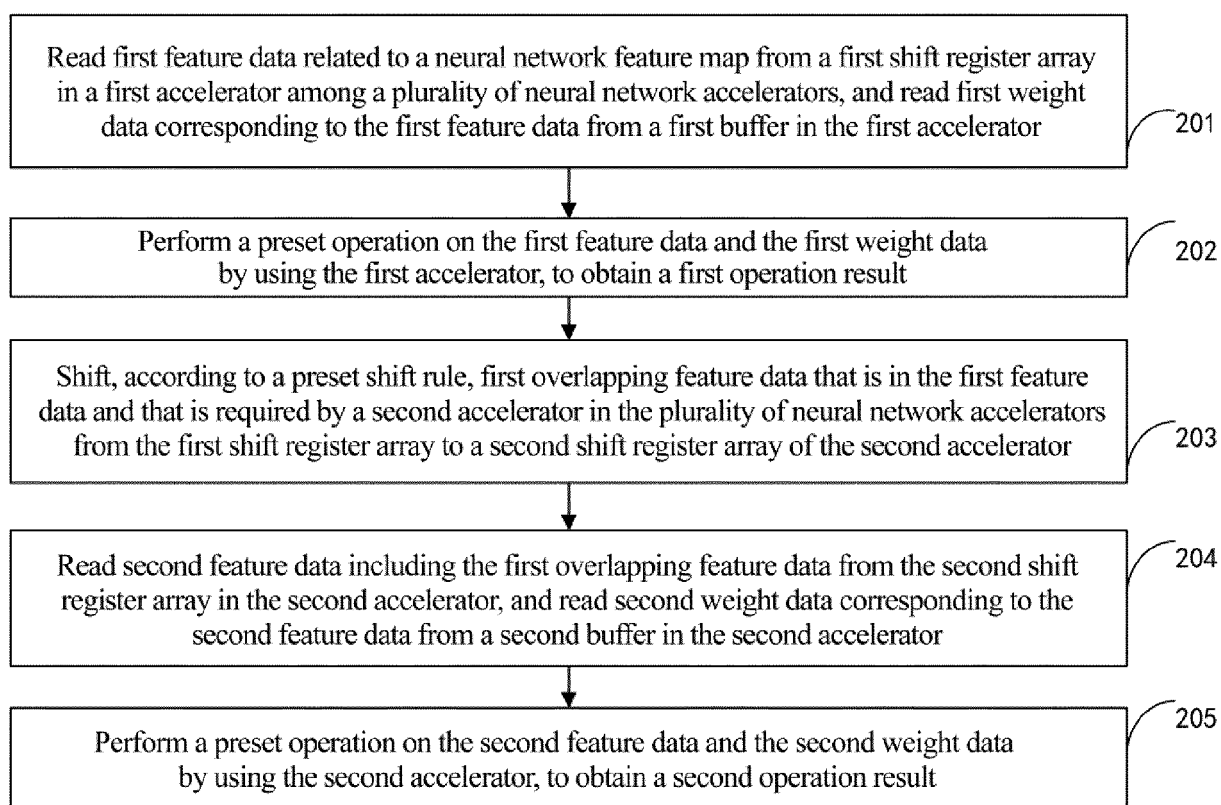 Read first feature data related to a neural network feature map from a first shift register array
in a first accelerator among a plurality of neural network accelerators, and read first weight
data corresponding to the first feature data from a first buffer in the first accelerator
201
Perform a preset operation on the first feature data and the first weight data
by using the first accelerator, to obtain a first operation result
202
Shift, according to a preset shift rule, first overlapping feature data that is in the first feature
data and that is required by a second accelerator in the plurality of neural network accelerators
from the first shift register array to a second shift register array of the second accelerator
203
Read second feature data including the first overlapping feature data from the second shift
register array in the second accelerator, and read second weight data corresponding to the
second feature data from a second buffer in the second accelerator
204
Perform a preset operation on the second feature data and the second weight data
by using the second accelerator, to obtain a second operation result
205